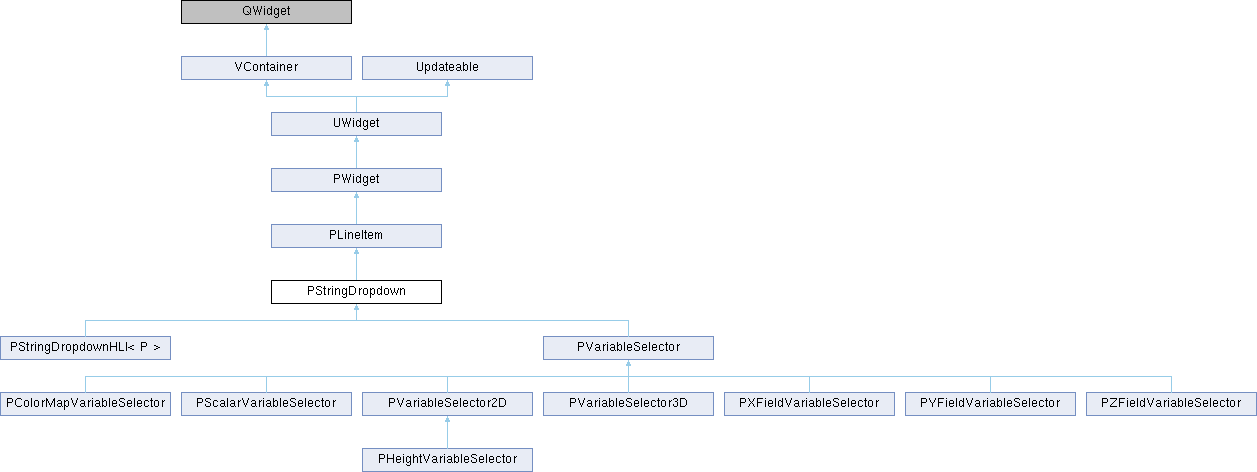 QWidget
VContainer
Updateable
UWidget
PWidget
PLineItem
PStringDropdown
PStringDropdownHLI< P >
PVariableSelector
PColorMapVariableSelector
PScalarVariableSelector
PVariableSelector2D
PVariableSelector3D
PXFieldVariableSelector
PYFieldVariableSelector
PZFieldVariableSelector
PHeightVariableSelector